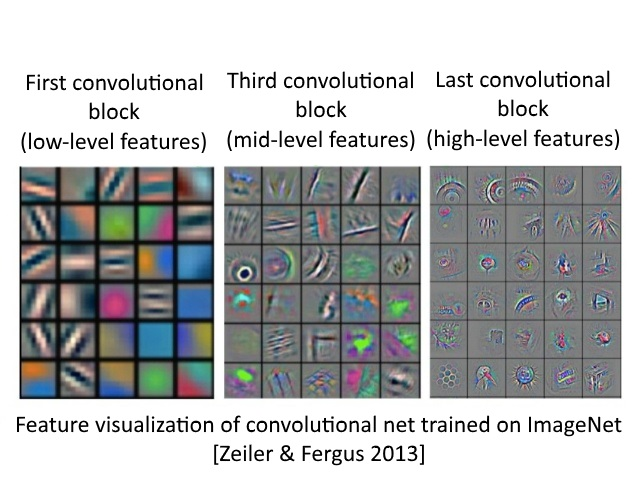 First convolutional
block
(low-level features)
Third convolutional
block
(mid-level features)
Last convolutional
block
(high-level features)
Feature visualization of convolutional net trained on ImageNet
[Zeiler & Fergus 2013]